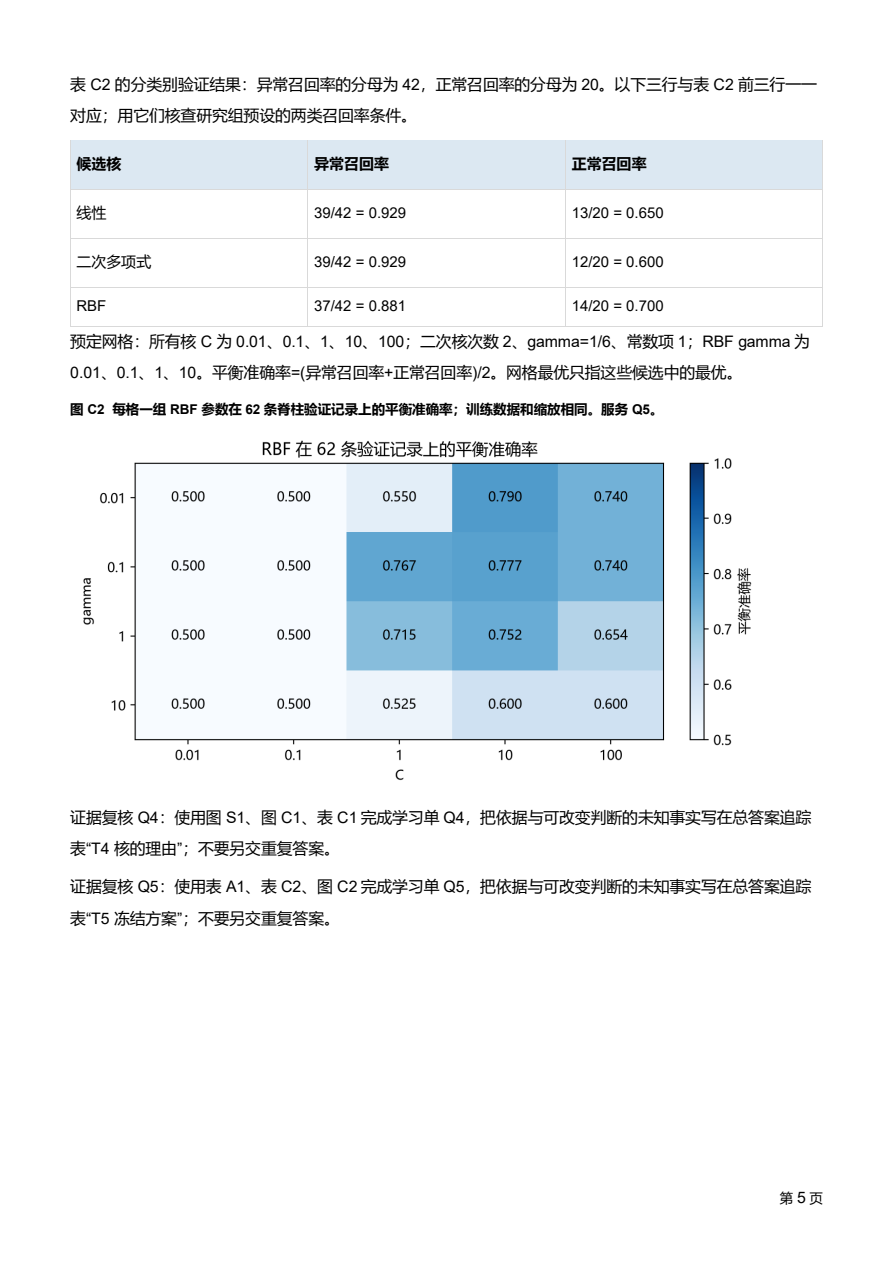 表 C2 的分类别验证结果：异常召回率的分母为 42，正常召回率的分母为 20。以下三行与表 C2 前三行一一
对应；用它们核查研究组预设的两类召回率条件。
候选核 异常召回率 正常召回率
线性 39/42 = 0.929 13/20 = 0.650
二次多项式 39/42 = 0.929 12/20 = 0.600
RBF 37/42 = 0.881 14/20 = 0.700
预定网格：所有核 C 为 0.01、0.1、1、10、100；二次核次数 2、gamma=1/6、常数项 1；RBF gamma 为
0.01、0.1、1、10。平衡准确率=(异常召回率+正常召回率)/2。网格最优只指这些候选中的最优。
图 C2 每格一组 RBF 参数在 62 条脊柱验证记录上的平衡准确率；训练数据和缩放相同。服务 Q5。
RBF 在 62 条验证记录上的平衡准确率
0.01 0.500 0.500 0.550 0.790 0.740
0.1 0.500 0.500 0.767 0.777 0.740
1 0.500 0.500 0.715 0.752 0.654
10 0.500 0.500 0.525 0.600 0.600
gamma
0.01 0.1 1 10 100
C
1.0
0.9
0.8
0.7
0.6
0.5
平衡准确率
证据复核 Q4：使用图 S1、图 C1、表 C1 完成学习单 Q4，把依据与可改变判断的未知事实写在总答案追踪
表“T4 核的理由”；不要另交重复答案。
证据复核 Q5：使用表 A1、表 C2、图 C2 完成学习单 Q5，把依据与可改变判断的未知事实写在总答案追踪
表“T5 冻结方案”；不要另交重复答案。
第 5 页